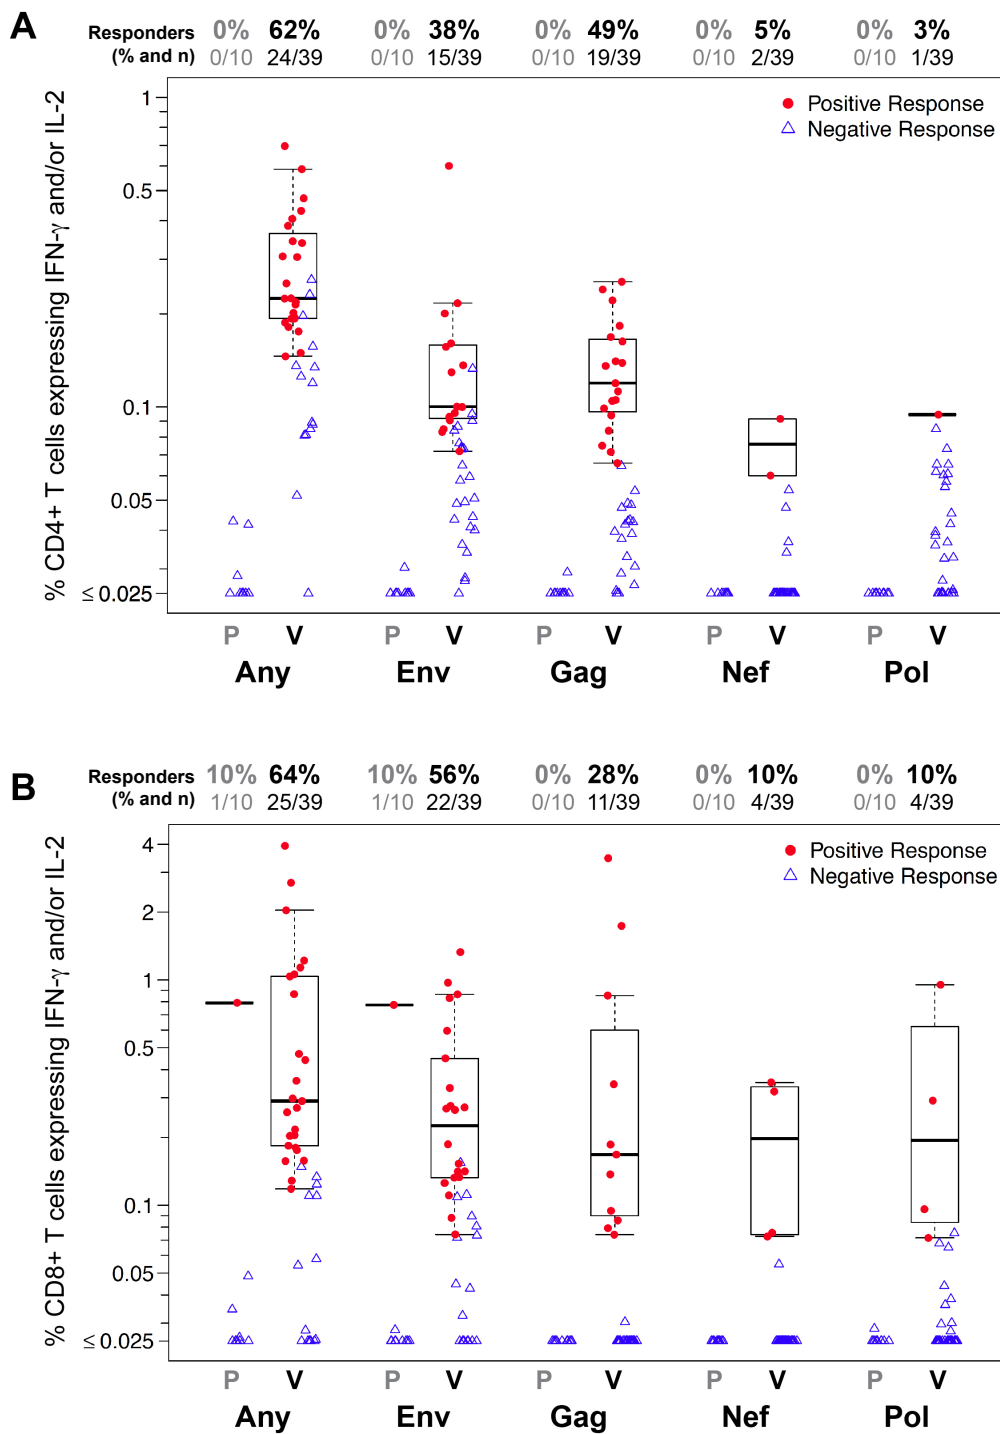 A
Responders 0% 62% 0% 38% 0% 49% 0% 5% 0% 3%
(% and n) 0/10 24/39 0/10 15/39 0/10 19/39 0/10 2/39 0/10 1/39
% CD4+ T cells expressing IFN-γ and/or IL-2
1
0.5
0.1
0.05
≤ 0.025
Positive Response
Negative Response
P V P V P V P V P V
Any Env Gag Nef Pol
B
Responders 10% 64% 10% 56% 0% 28% 0% 10% 0% 10%
(% and n) 1/10 25/39 1/10 22/39 0/10 11/39 0/10 4/39 0/10 4/39
% CD8+ T cells expressing IFN-γ and/or IL-2
4
2
1
0.5
0.1
0.05
≤ 0.025
Positive Response
Negative Response
P V P V P V P V P V
Any Env Gag Nef Pol